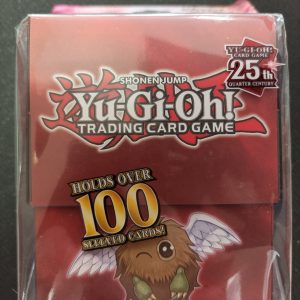 YU-GI-OH!
CARD GAME
25th
QUARTER CENTURY
SHONEN JUMP
Yu-Gi-Oh!
TRADING CARD GAME
HOLDS OVER
100
SLEEVED CARDS!